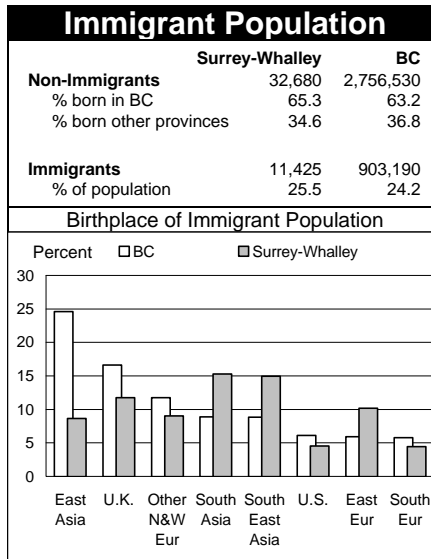 Immigrant Population
Surrey-Whalley BC
Non-Immigrants 32,680 2,756,530
% born in BC 65.3 63.2
% born other provinces 34.6 36.8
Immigrants 11,425 903,190
% of population 25.5 24.2
Birthplace of Immigrant Population
Percent BC Surrey-Whalley
30
25
20
15
10
5
0
East U.K. Other South South U.S. East South
Asia N&W Asia East Eur Eur
Eur Asia